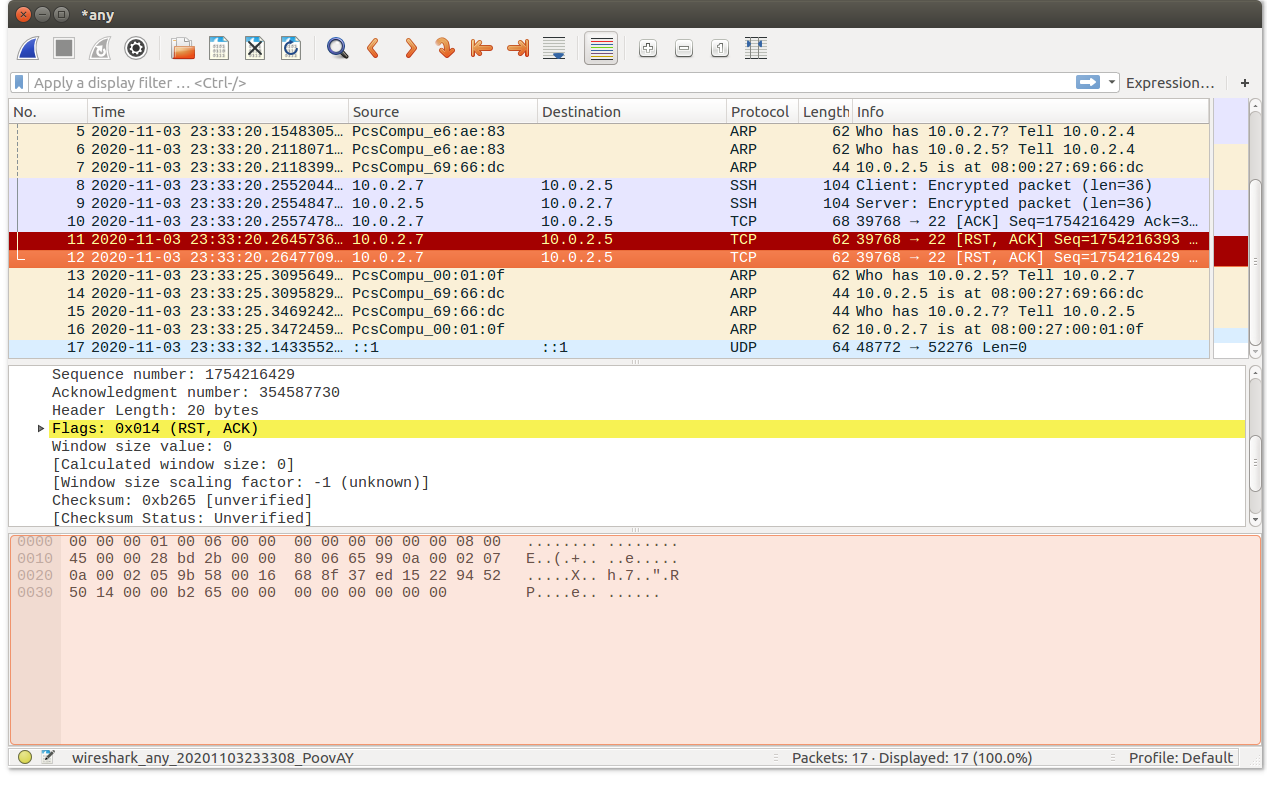 *any
Apply a display filter … <Ctrl-/>
Expression…
+
No. Time Source Destination Protocol Length Info
5 2020-11-03 23:33:20.1548305… PcsCompu_e6:ae:83 ARP 62 Who has 10.0.2.7? Tell 10.0.2.4
6 2020-11-03 23:33:20.2118071… PcsCompu_e6:ae:83 ARP 62 Who has 10.0.2.5? Tell 10.0.2.4
7 2020-11-03 23:33:20.2118399… PcsCompu_69:66:dc ARP 44 10.0.2.5 is at 08:00:27:69:66:dc
8 2020-11-03 23:33:20.2552044… 10.0.2.7 10.0.2.5 SSH 104 Client: Encrypted packet (len=36)
9 2020-11-03 23:33:20.2554847… 10.0.2.5 10.0.2.7 SSH 104 Server: Encrypted packet (len=36)
10 2020-11-03 23:33:20.2557478… 10.0.2.7 10.0.2.5 TCP 68 39768 → 22 [ACK] Seq=1754216429 Ack=3…
11 2020-11-03 23:33:20.2645736… 10.0.2.7 10.0.2.5 TCP 62 39768 → 22 [RST, ACK] Seq=1754216393 …
12 2020-11-03 23:33:20.2647709… 10.0.2.7 10.0.2.5 TCP 62 39768 → 22 [RST, ACK] Seq=1754216429 …
13 2020-11-03 23:33:25.3095649… PcsCompu_00:01:0f ARP 62 Who has 10.0.2.5? Tell 10.0.2.7
14 2020-11-03 23:33:25.3095829… PcsCompu_69:66:dc ARP 44 10.0.2.5 is at 08:00:27:69:66:dc
15 2020-11-03 23:33:25.3469242… PcsCompu_69:66:dc ARP 44 Who has 10.0.2.7? Tell 10.0.2.5
16 2020-11-03 23:33:25.3472459… PcsCompu_00:01:0f ARP 62 10.0.2.7 is at 08:00:27:00:01:0f
17 2020-11-03 23:33:32.1433552… ::1 ::1 UDP 64 48772 → 52276 Len=0
Sequence number: 1754216429
Acknowledgment number: 354587730
Header Length: 20 bytes
Flags: 0x014 (RST, ACK)
Window size value: 0
[Calculated window size: 0]
[Window size scaling factor: -1 (unknown)]
Checksum: 0xb265 [unverified]
[Checksum Status: Unverified]
0000 00 00 00 01 00 06 00 00 00 00 00 00 00 00 08 00 ........ ........
0010 45 00 00 28 bd 2b 00 00 80 06 65 99 0a 00 02 07 E..(.+.. ..e.....
0020 0a 00 02 05 9b 58 00 16 68 8f 37 ed 15 22 94 52 .....X.. h.7..".R
0030 50 14 00 00 b2 65 00 00 00 00 00 00 00 00 P....e.. ......
wireshark_any_20201103233308_PoovAY
Packets: 17 · Displayed: 17 (100.0%)
Profile: Default